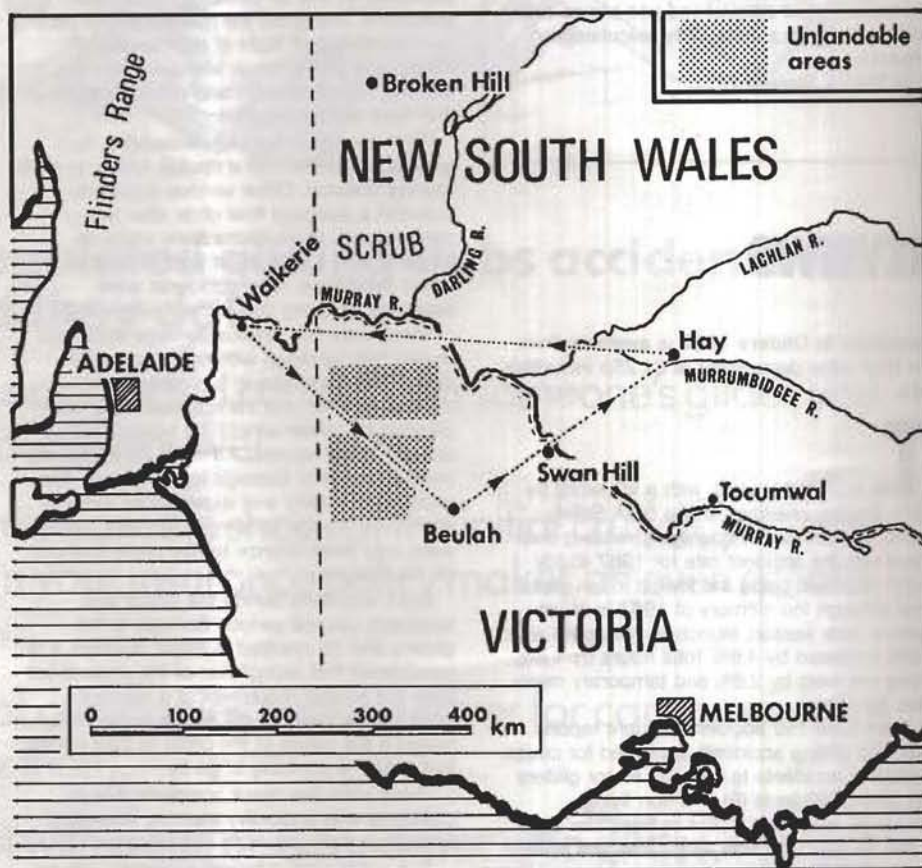 Unlandable
areas
Flinders Range
Broken Hill
NEW SOUTH WALES
SCRUB
DARLING R.
LACHLAN R.
Waikerie
MURRAY R.
Hay
ADELAIDE
MURRUMBIDGEE R.
Swan Hill
Tocumwal
Beulah
MURRAY R.
VICTORIA
0 100 200 300 400 km
MELBOURNE